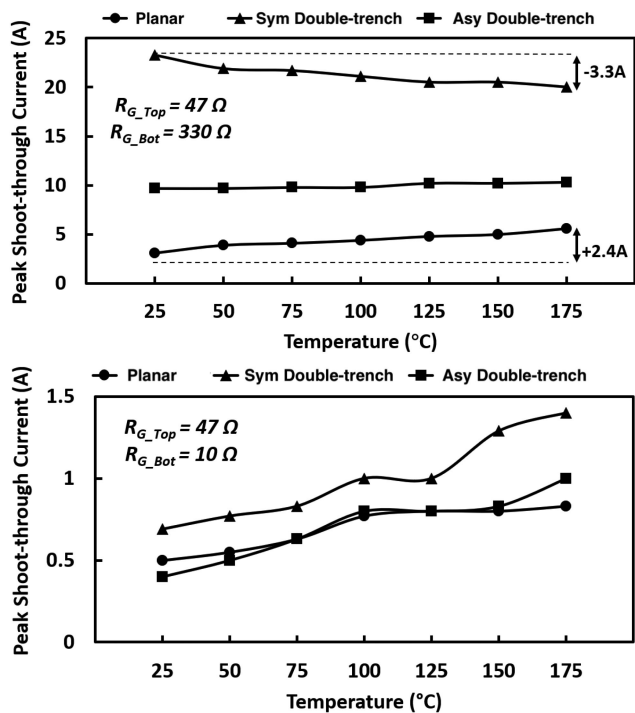 Planar Sym Double-trench Asy Double-trench
25
20
15
10
5
0
Peak Shoot-through Current (A)
R_G_Top = 47 Ω
R_G_Bot = 330 Ω
-3.3A
+2.4A
25 50 75 100 125 150 175
Temperature (°C)
Planar Sym Double-trench Asy Double-trench
1.5
1
0.5
0
Peak Shoot-through Current (A)
R_G_Top = 47 Ω
R_G_Bot = 10 Ω
25 50 75 100 125 150 175
Temperature (°C)